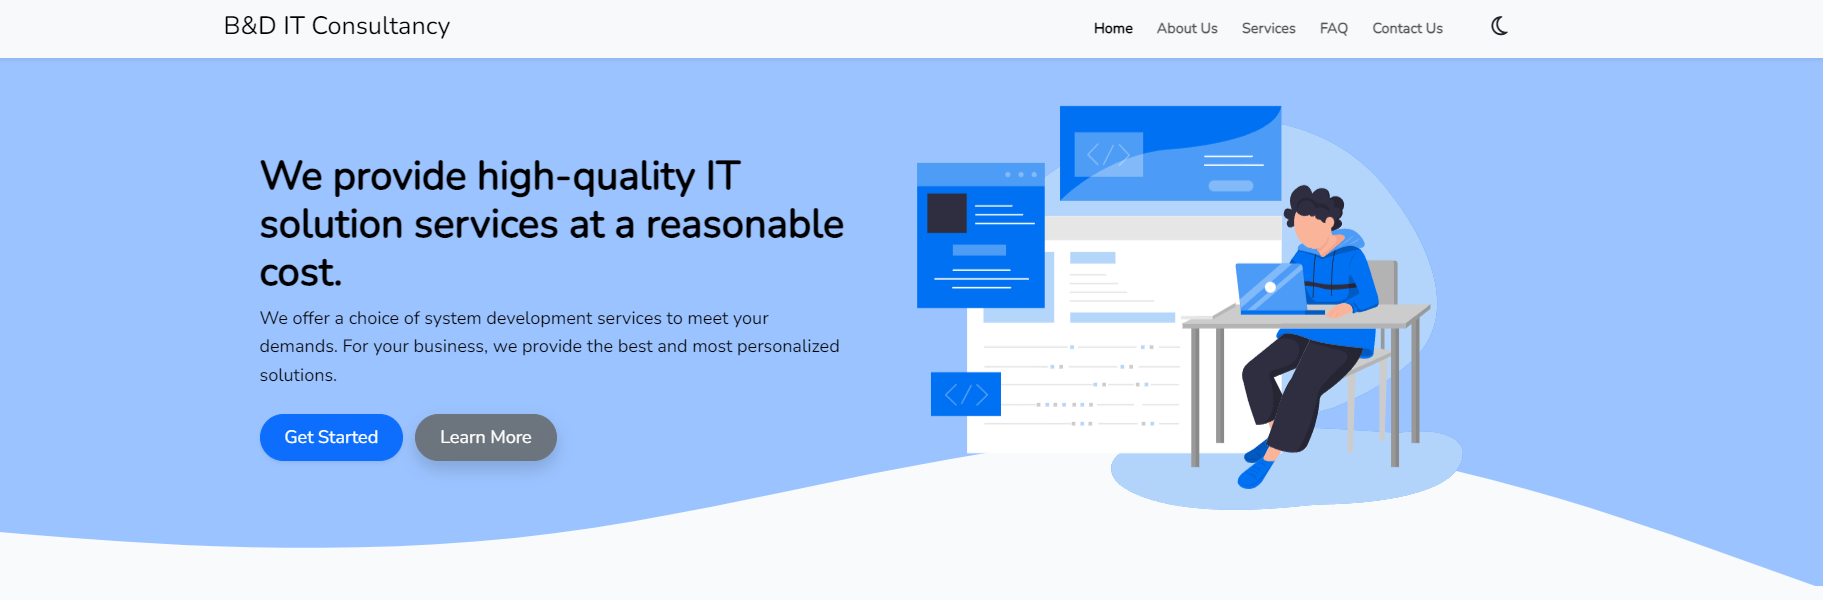 B&D IT Consultancy
Home About Us Services FAQ Contact Us
We provide high-quality IT
solution services at a reasonable
cost.
We offer a choice of system development services to meet your
demands. For your business, we provide the best and most personalized
solutions.
Get Started Learn More